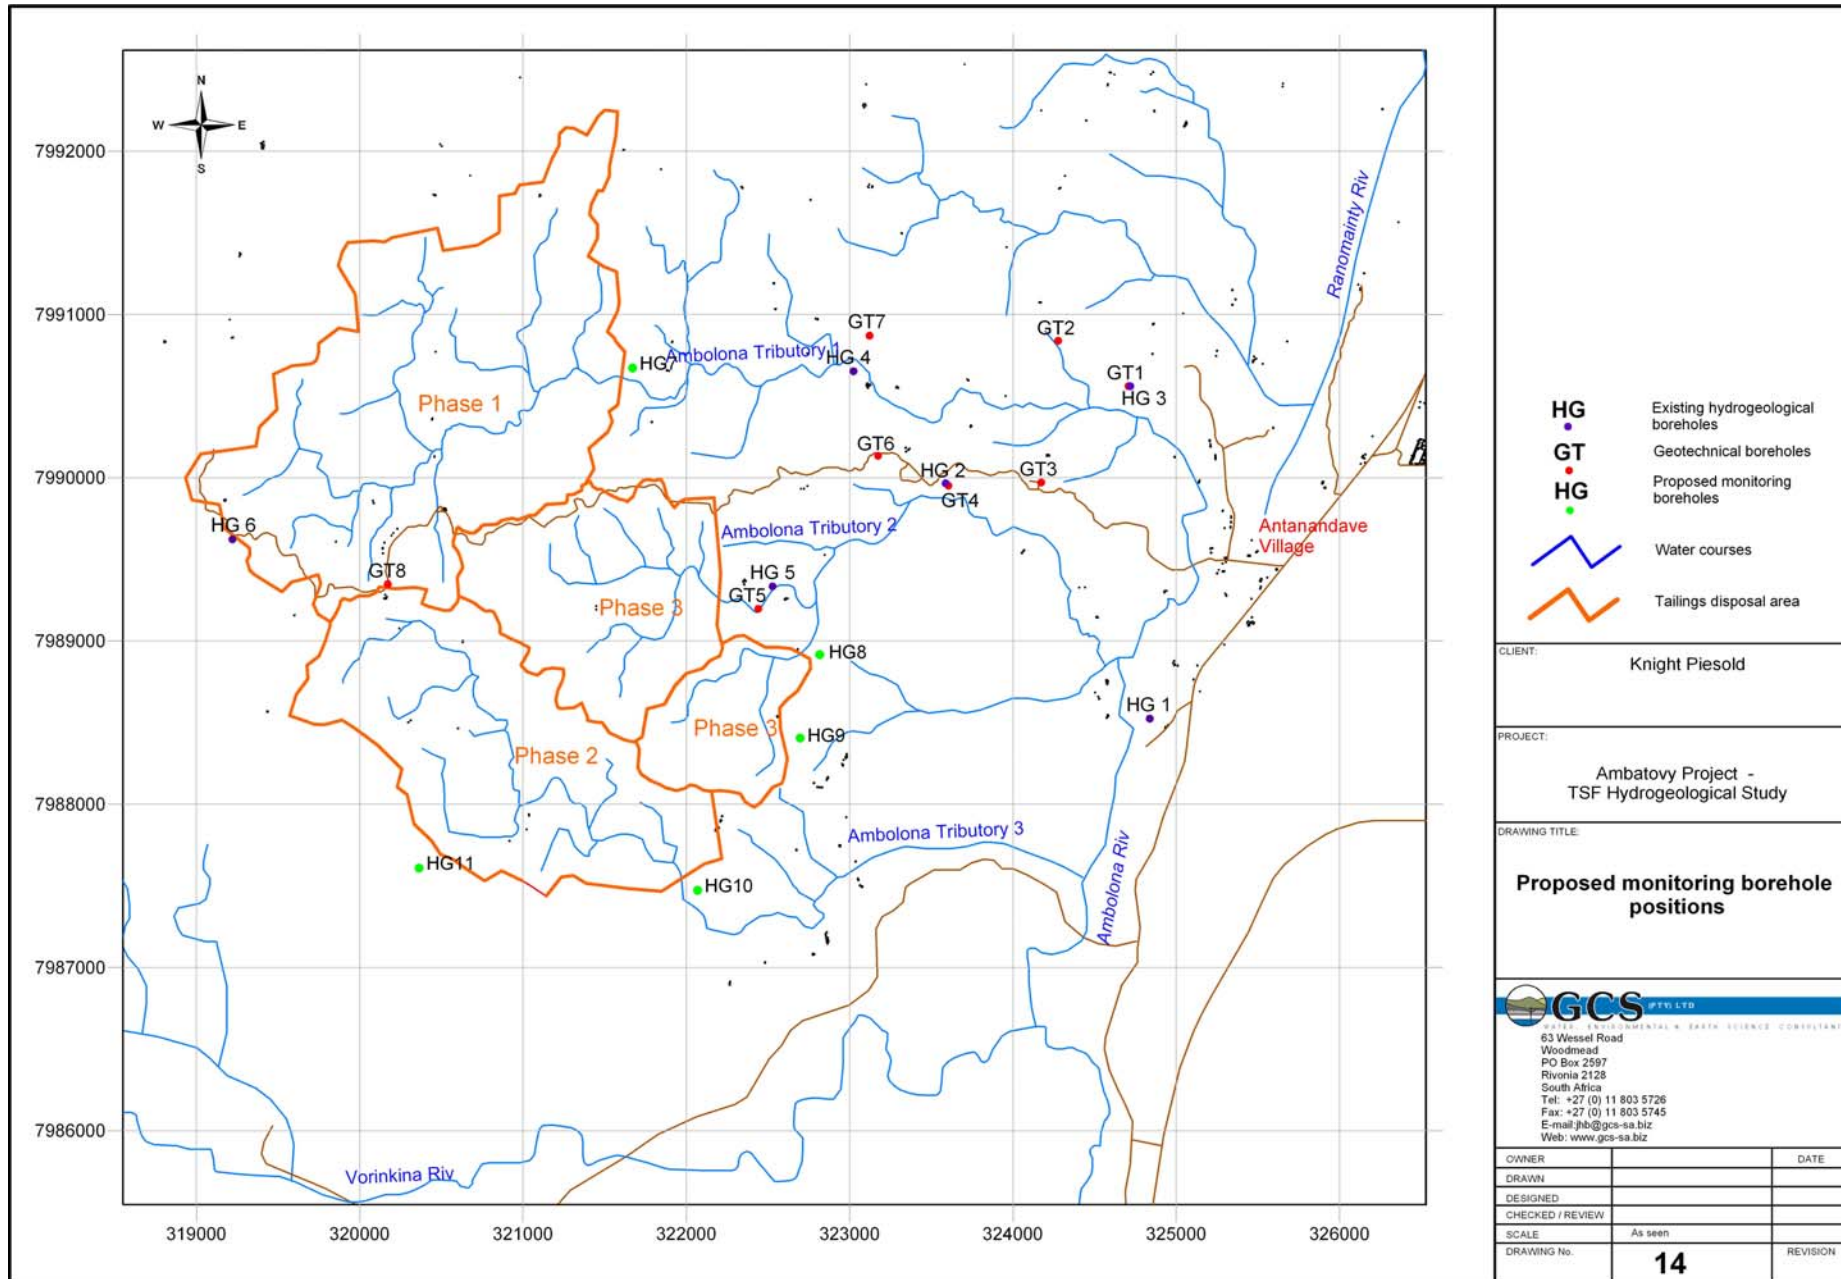 N
W E
S
7992000
7991000
7990000
7989000
7988000
7987000
7986000
319000 320000 321000 322000 323000 324000 325000 326000
Ranomainty Riv
GT7
GT2
HG7
Ambolona Tributory 1
HG 4
GT1
HG 3
Phase 1
GT6
HG 2
GT3
GT4
HG 6
Ambolona Tributory 2
Antanandave
Village
GT8
HG 5
GT5
Phase 3
HG8
HG 1
Phase 3
HG9
Phase 2
Ambolona Tributory 3
HG11
HG10
Ambolona Riv
Vorinkina Riv
HG Existing hydrogeological
boreholes
GT Geotechnical boreholes
HG Proposed monitoring
boreholes
Water courses
Tailings disposal area
CLIENT:
Knight Piesold
PROJECT:
Ambatovy Project -
TSF Hydrogeological Study
DRAWING TITLE:
Proposed monitoring borehole
positions
GCS (PTY) LTD
WATER, ENVIRONMENTAL & EARTH SCIENCE CONSULTANT
63 Wessel Road
Woodmead
PO Box 2597
Rivonia 2128
South Africa
Tel: +27 (0) 11 803 5726
Fax: +27 (0) 11 803 5745
E-mail:jhb@gcs-sa.biz
Web: www.gcs-sa.biz
OWNER DATE
DRAWN
DESIGNED
CHECKED / REVIEW
SCALE As seen
DRAWING No. 14 REVISION